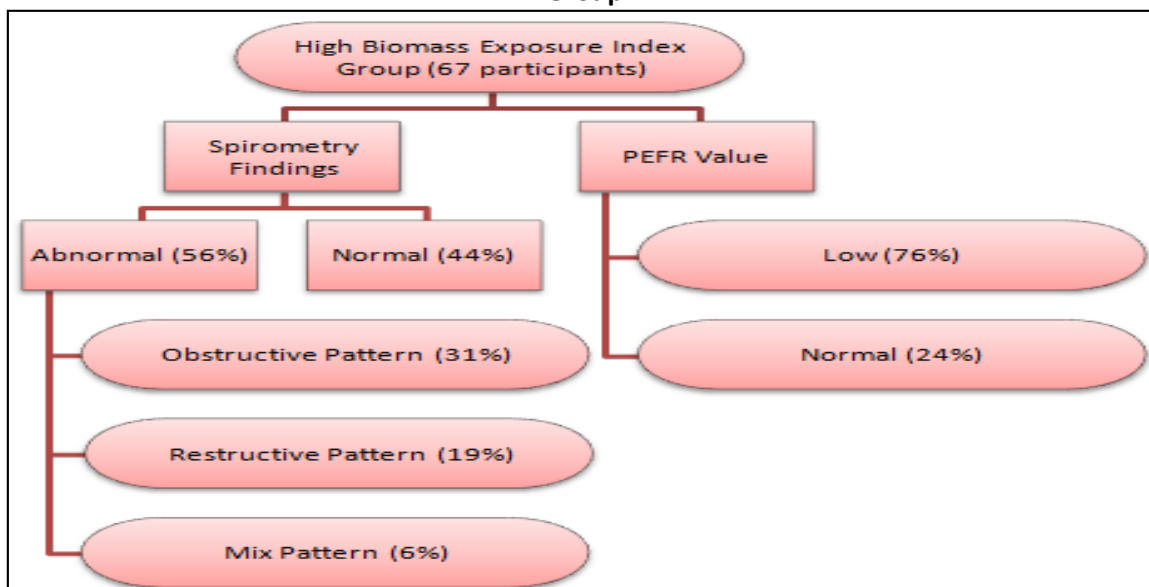 High Biomass Exposure Index
Group (67 participants)
Spirometry
Findings
PEFR Value
Abnormal (56%)
Normal (44%)
Low (76%)
Obstructive Pattern (31%)
Normal (24%)
Restructive Pattern (19%)
Mix Pattern (6%)